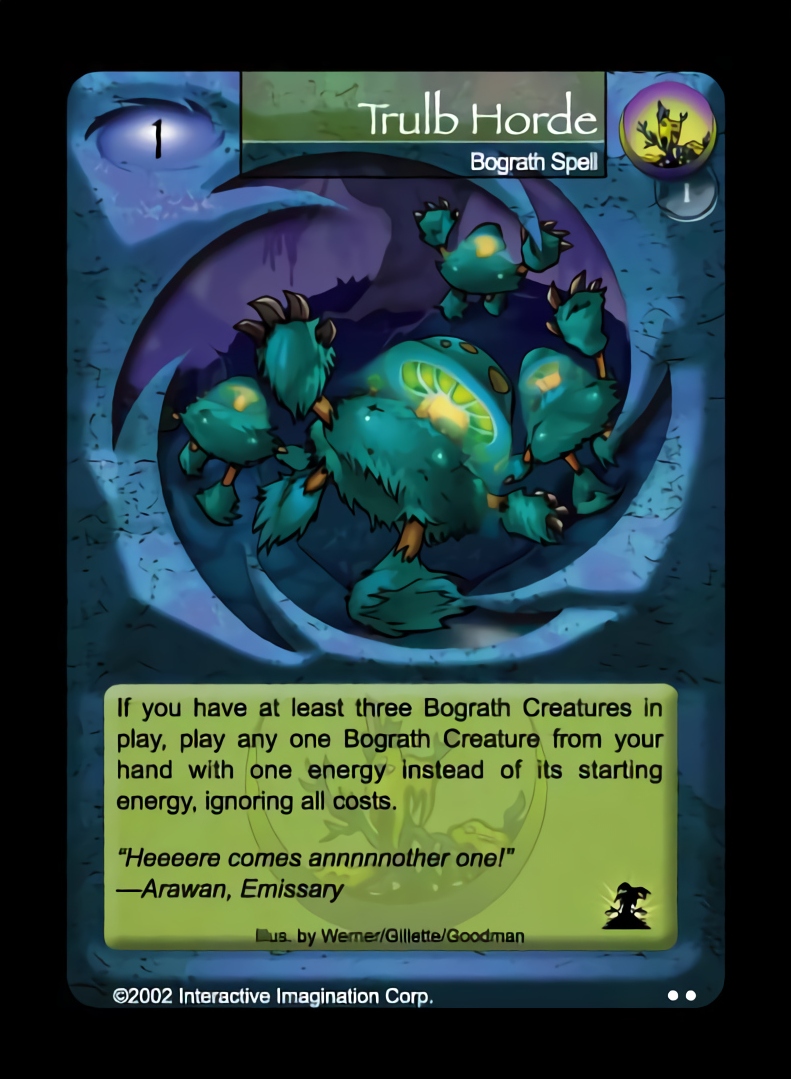 1
Trulb Horde
Bograth Spell
1
If you have at least three Bograth Creatures in
play, play any one Bograth Creature from your
hand with one energy instead of its starting
energy, ignoring all costs.
“Heeeere comes annnnnother one!”
—Arawan, Emissary
Illus. by Werner/Gillette/Goodman
©2002 Interactive Imagination Corp.